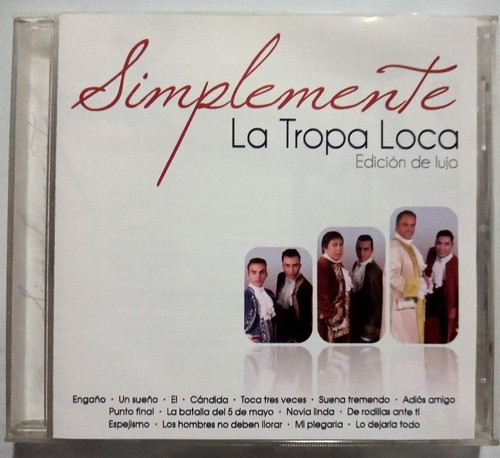 Simplemente
La Tropa Loca
Edición de lujo
Engaño · Un sueño · El · Cándida · Toca tres veces · Suena tremendo · Adiós amigo
Punto final · La batalla del 5 de mayo · Novia linda · De rodillas ante ti
Espejismo · Los hombres no deben llorar · Mi plegaria · Lo dejaría todo